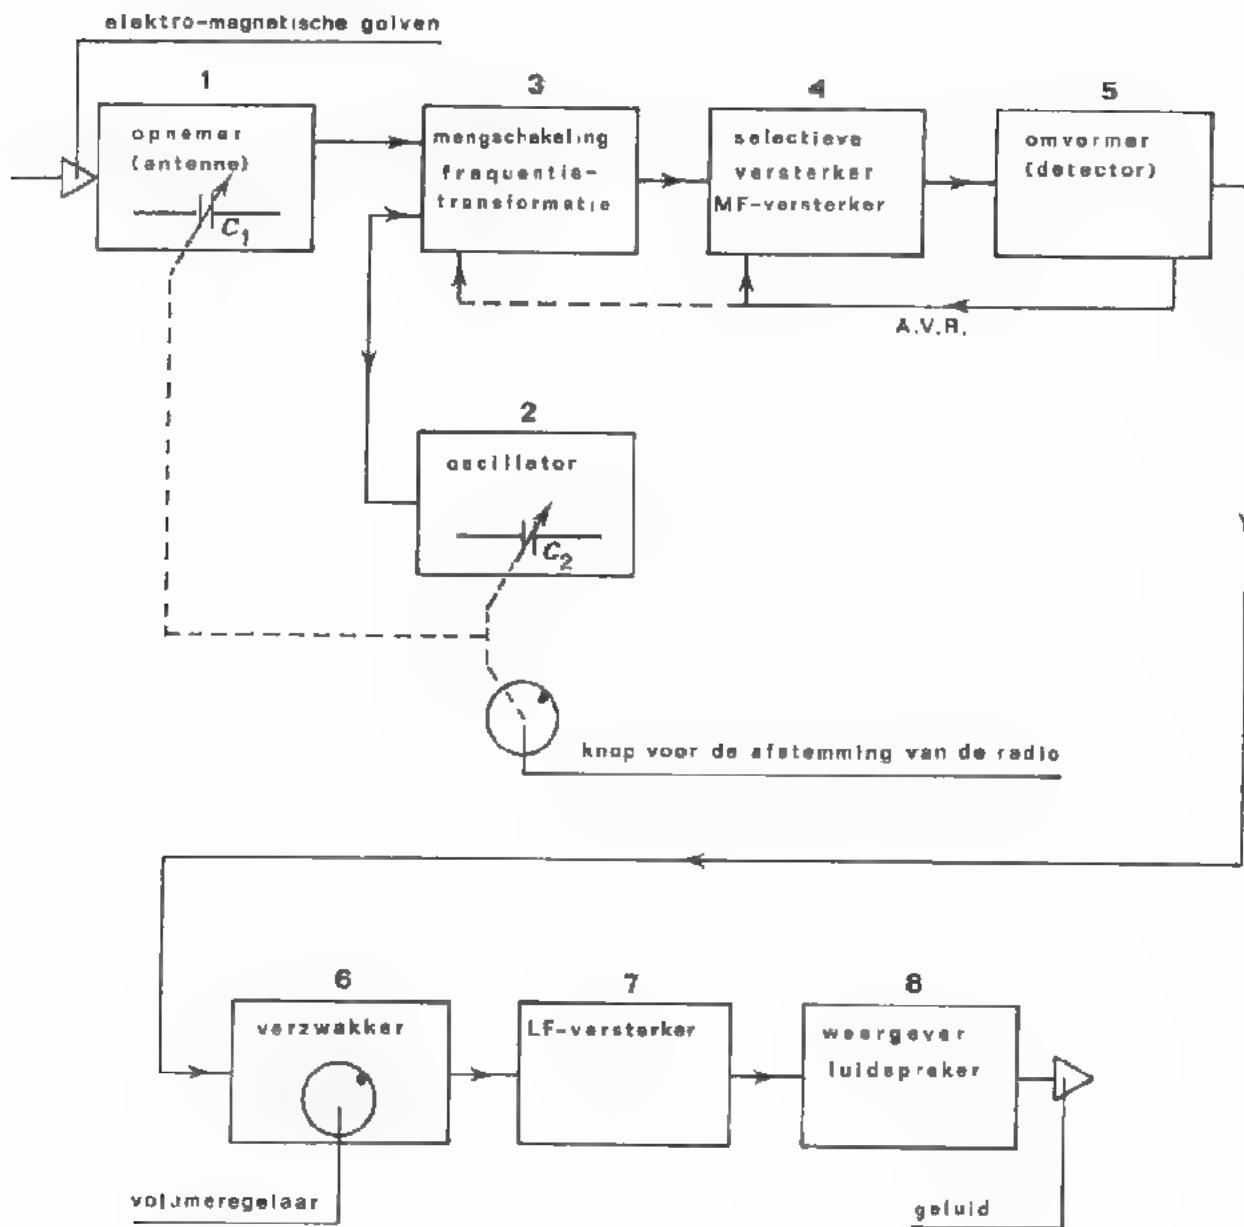 elektro-magnetische golven
1
opnemer
(antenne)
C1
3
mengschakeling
frequentie-
transformatie
4
selectieve
versterker
MF-versterker
5
omvormer
(detector)
A.V.R.
2
oscillator
C2
knop voor de afstemming van de radio
6
verzwakker
volumeregelaar
7
LF-versterker
8
weergever
luidspreker
geluid